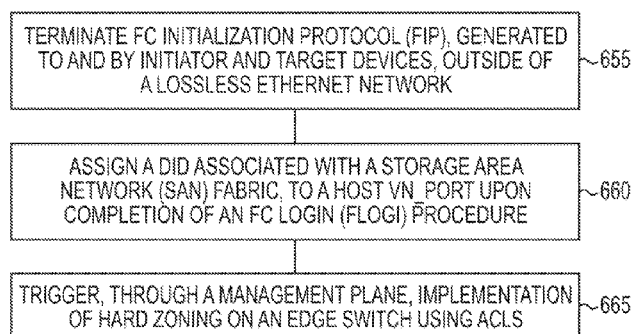 TERMINATE FC INITIALIZATION PROTOCOL (FIP), GENERATED
TO AND BY INITIATOR AND TARGET DEVICES, OUTSIDE OF
A LOSSLESS ETHERNET NETWORK
655
ASSIGN A DID ASSOCIATED WITH A STORAGE AREA
NETWORK (SAN) FABRIC, TO A HOST VN_PORT UPON
COMPLETION OF AN FC LOGIN (FLOGI) PROCEDURE
660
TRIGGER, THROUGH A MANAGEMENT PLANE, IMPLEMENTATION
OF HARD ZONING ON AN EDGE SWITCH USING ACLS
665